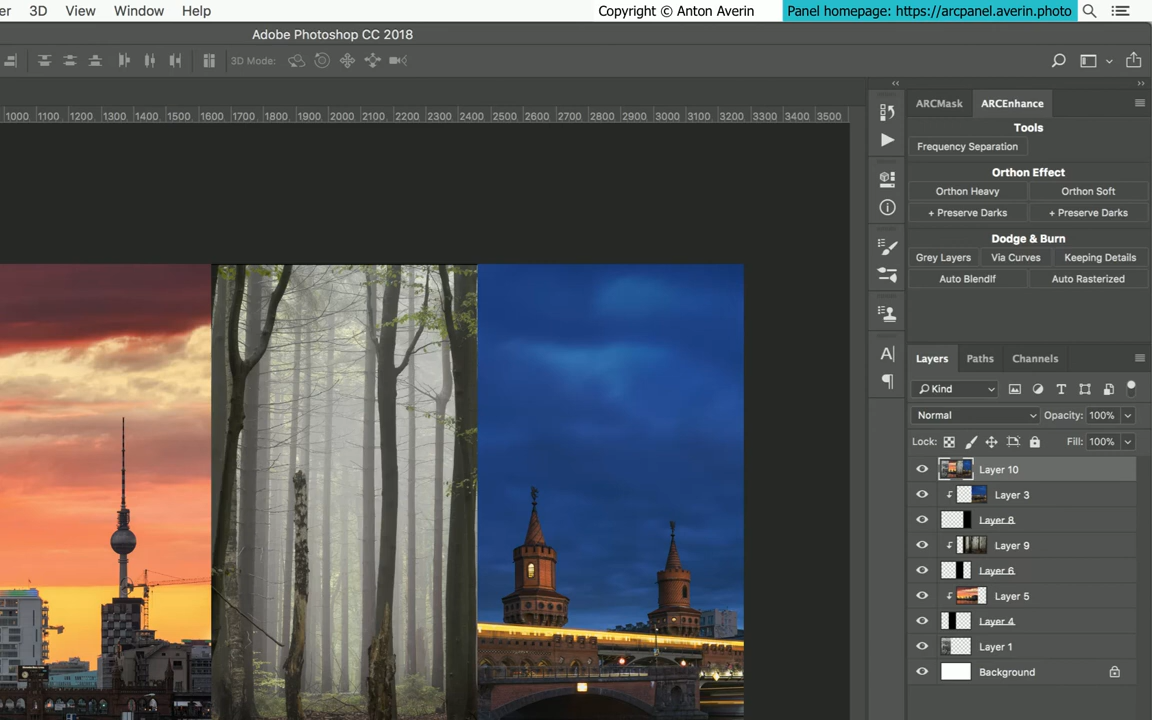 er 3D View Window Help Copyright © Anton Averin Panel homepage: https://arcpanel.averin.photo
Adobe Photoshop CC 2018
3D Mode:
1000 1100 1200 1300 1400 1500 1600 1700 1800 1900 2000 2100 2200 2300 2400 2500 2600 2700 2800 2900 3000 3100 3200 3300 3400 3500
ARCMask ARCEnhance
Tools
Frequency Separation
Orthon Effect
Orthon Heavy Orthon Soft
+ Preserve Darks + Preserve Darks
Dodge & Burn
Grey Layers Via Curves Keeping Details
Auto BlendIf Auto Rasterized
Layers Paths Channels
Kind
Normal Opacity: 100%
Lock: Fill: 100%
Layer 10
Layer 3
Layer 8
Layer 9
Layer 6
Layer 5
Layer 4
Layer 1
Background